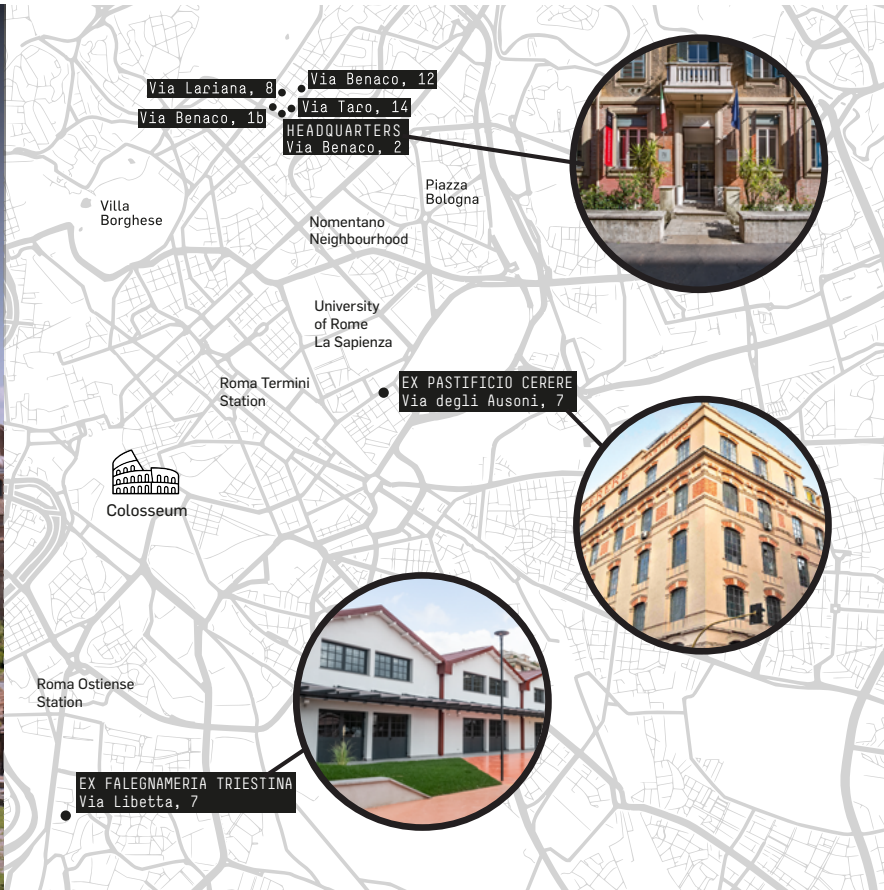 Via Lariana, 8
Via Benaco, 12
Via Benaco, 1b
Via Taro, 14
HEADQUARTERS
Via Benaco, 2
Piazza
Bologna
Villa
Borghese
Nomentano
Neighbourhood
University
of Rome
La Sapienza
Roma Termini
Station
EX PASTIFICIO CERERE
Via degli Ausoni, 7
Colosseum
Roma Ostiense
Station
EX FALEGNAMERIA TRIESTINA
Via Libetta, 7